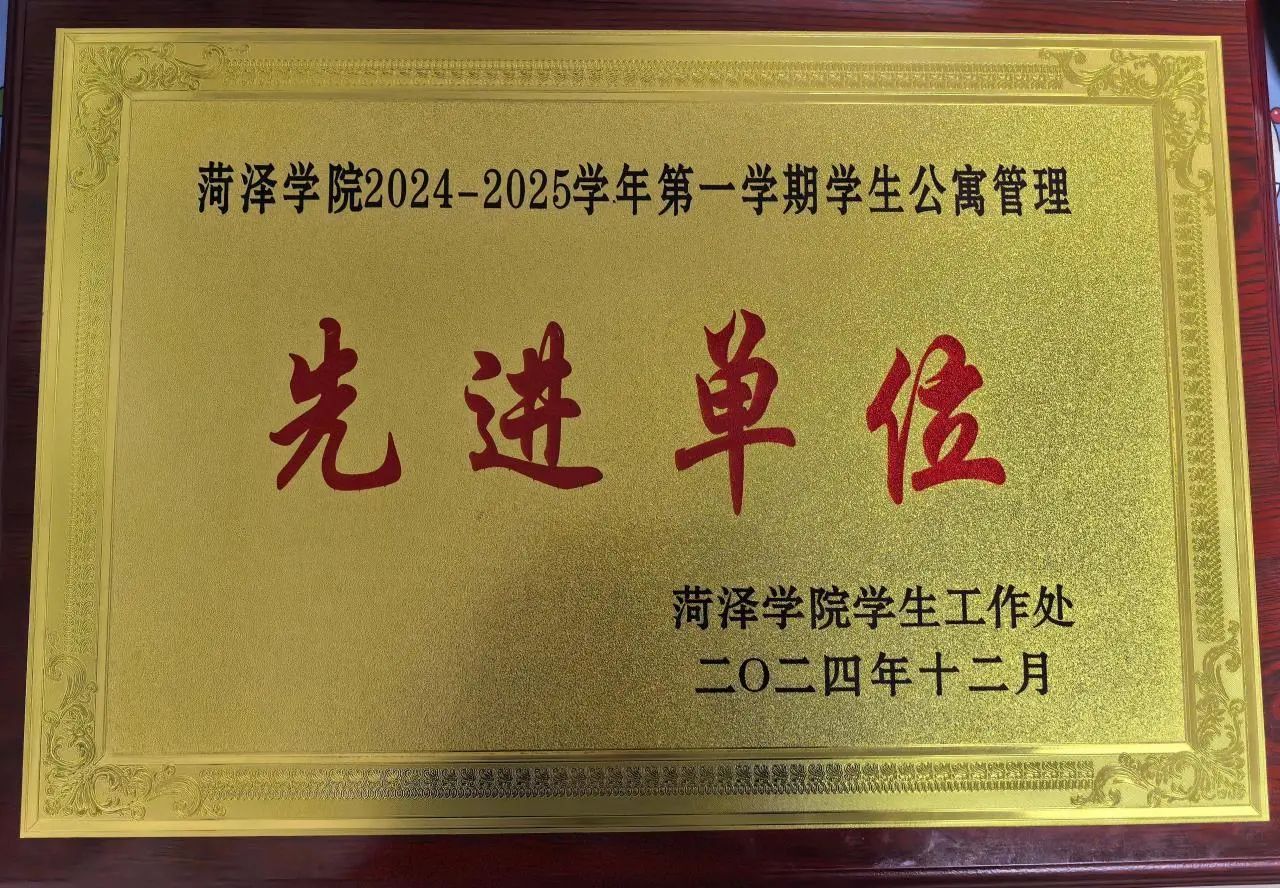 菏泽学院2024-2025学年第一学期学生公寓管理
先进单位
菏泽学院学生工作处
二〇二四年十二月